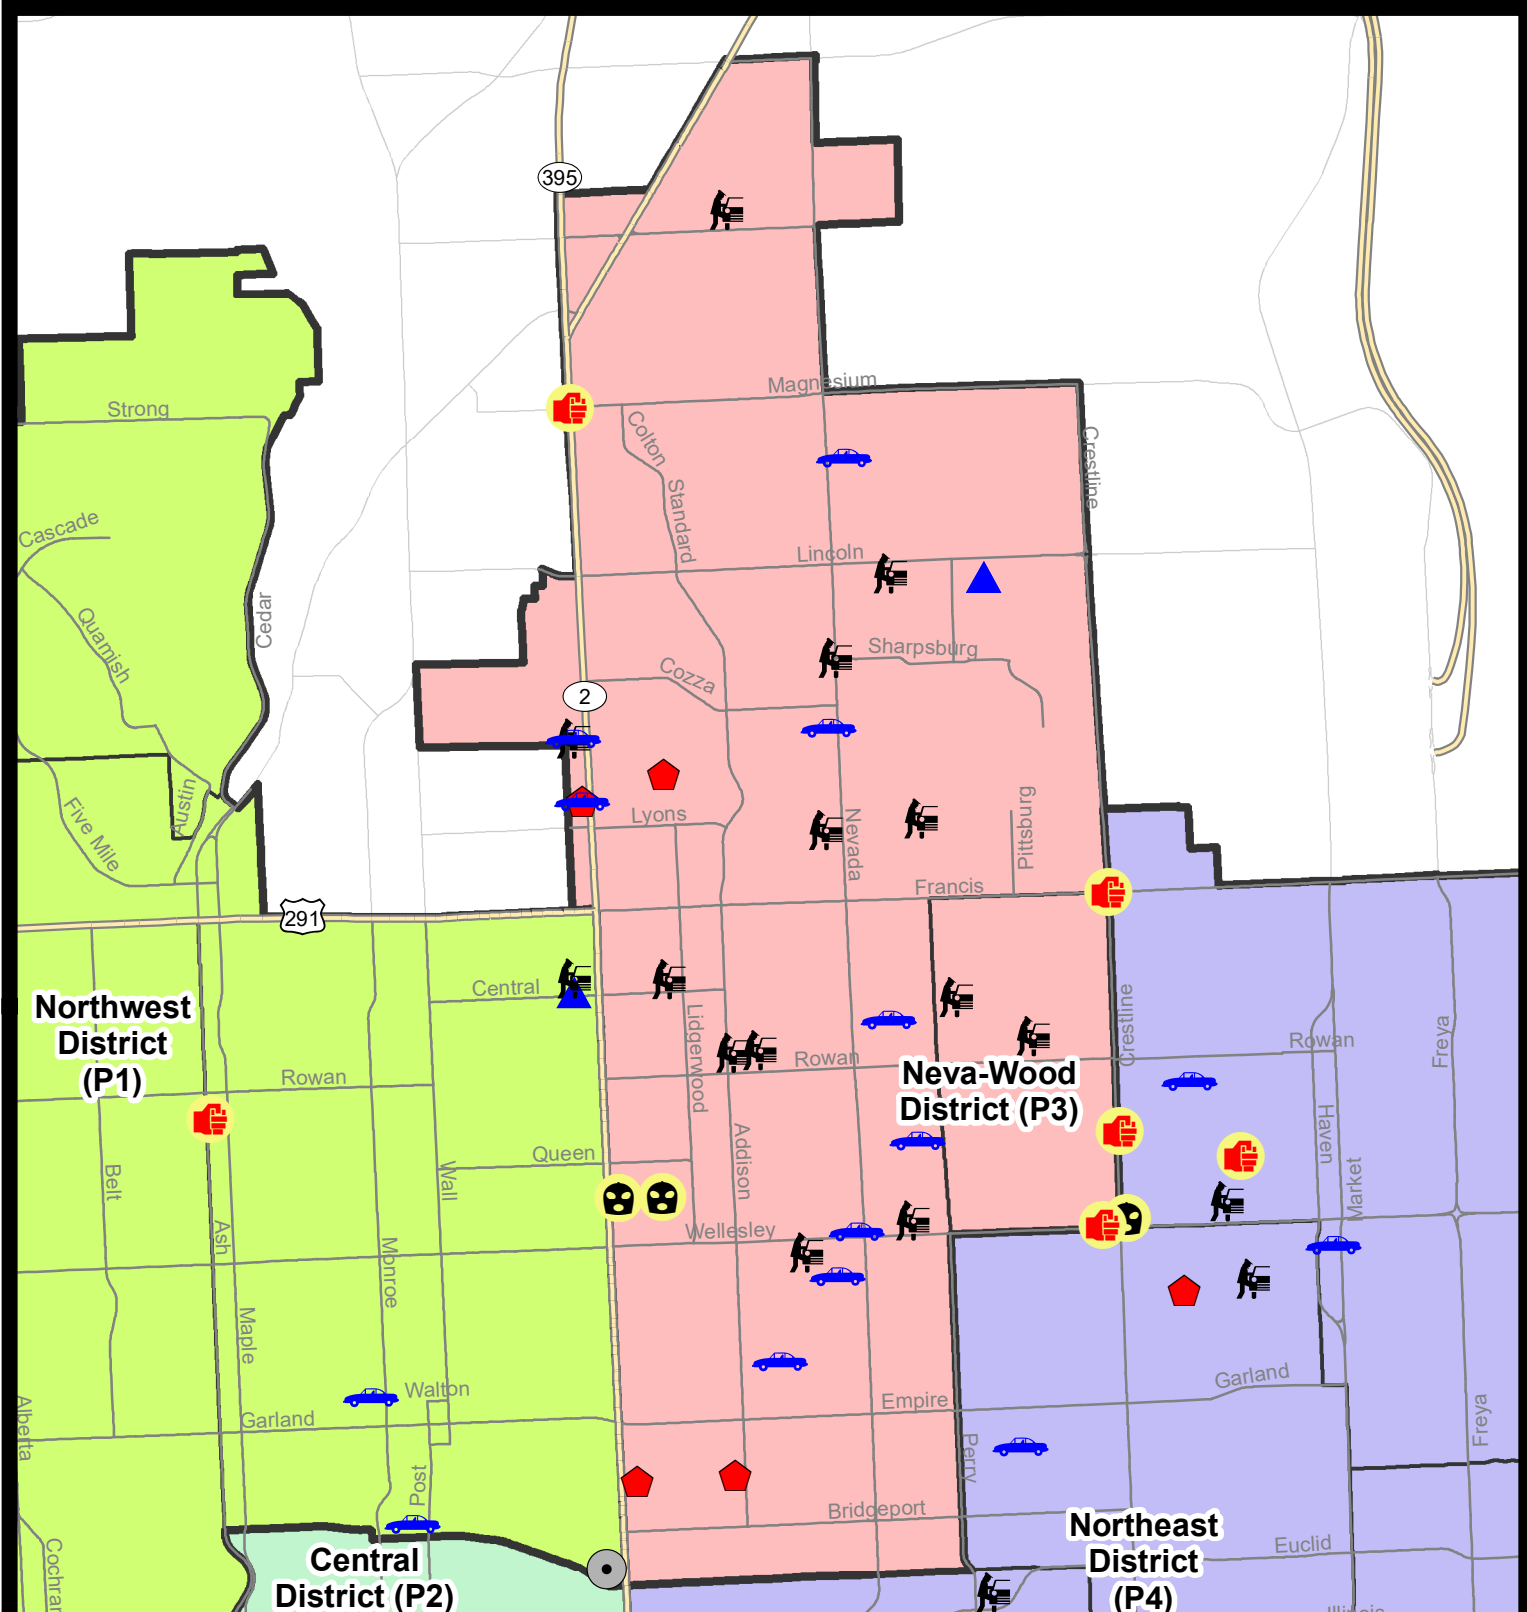 395
Magnesium
Strong
Colton
Crestline
Standard
Cascade
Lincoln
Quamish
Cedar
Sharpsburg
Cozza
2
Five Mile
Austin
Lyons
Nevada
Pittsburg
Francis
291
Central
Northwest
District
(P1)
Lidgerwood
Crestline
Freya
Rowan
Rowan
Rowan
Neva-Wood
District (P3)
Haven
Market
Belt
Queen
Wall
Addison
Ash
Monroe
Wellesley
Maple
Walton
Garland
Garland
Empire
Alberta
Freya
Perry
Post
Bridgeport
Northeast
District
(P4)
Euclid
Cochran
Central
District (P2)